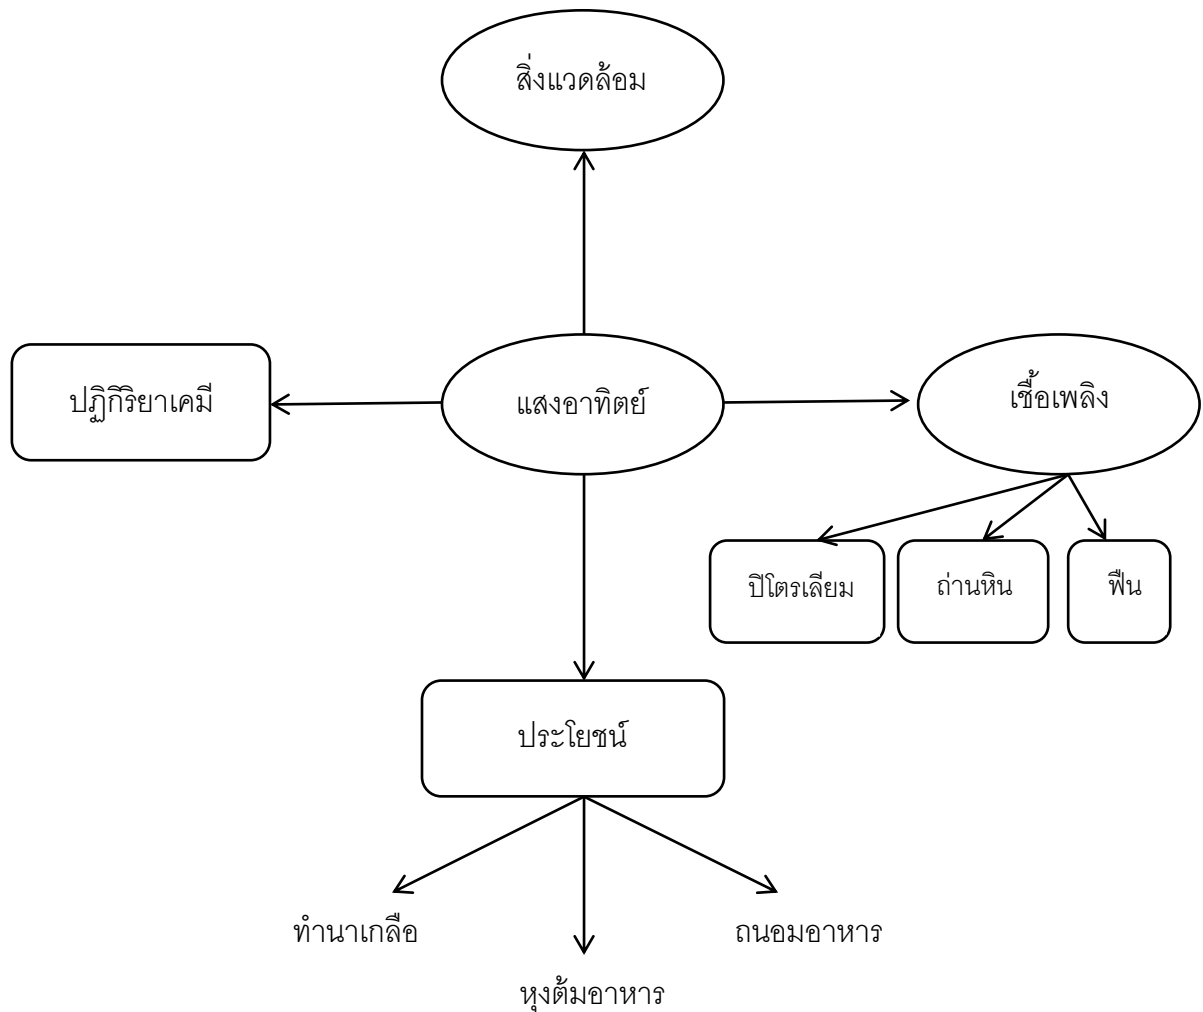 สิ่งแวดล้อม
ปฏิกิริยาเคมี
แสงอาทิตย์
เชื้อเพลิง
ปิโตรเลียม
ถ่านหิน
ฟืน
ประโยชน์
ทำนาเกลือ
ถนอมอาหาร
หุงต้มอาหาร